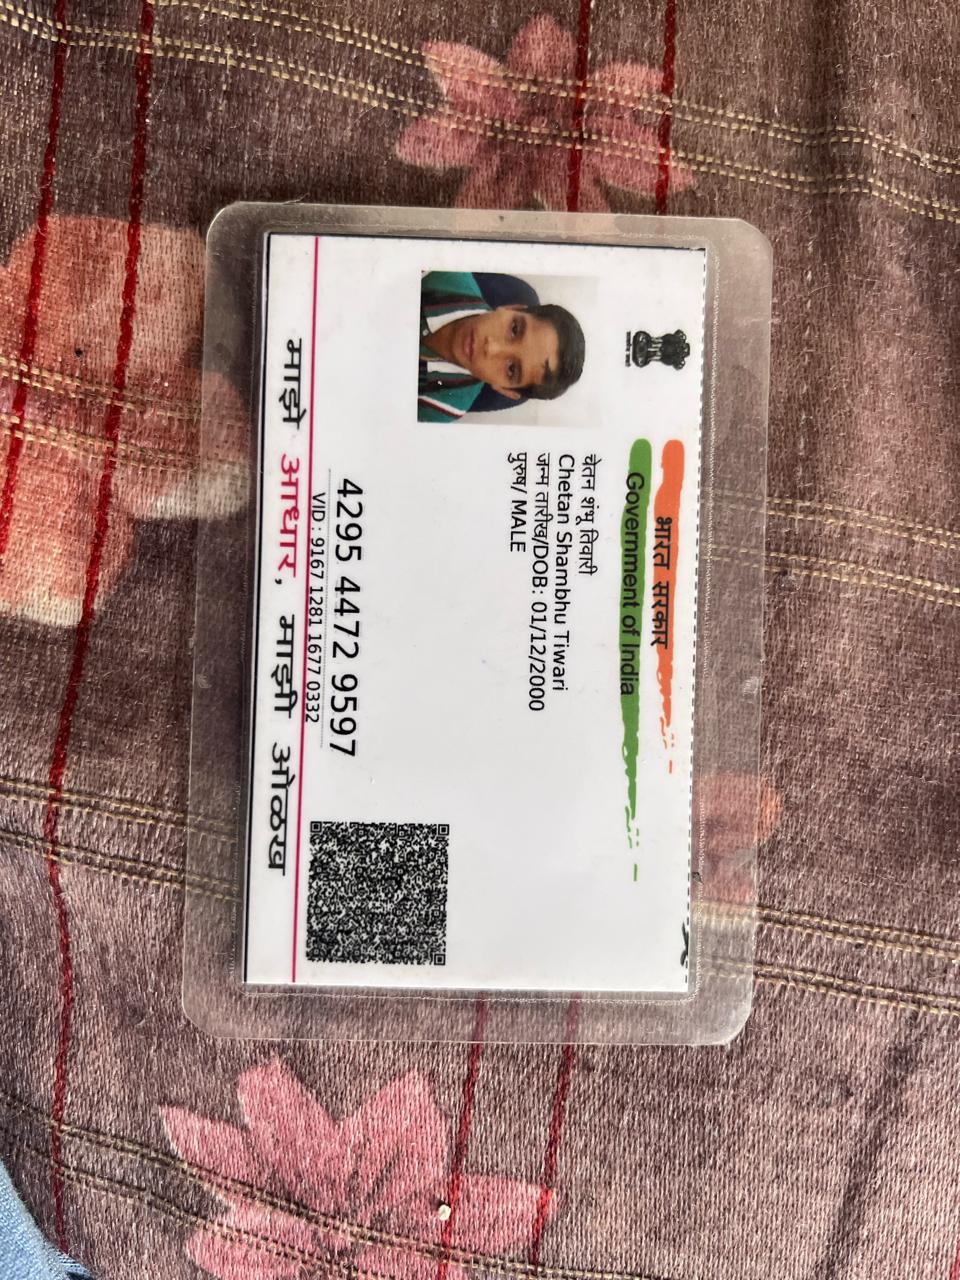 भारत सरकार
Government of India
चेतन शंभू तिवारी
Chetan Shambhu Tiwari
जन्म तारीख/DOB: 01/12/2000
पुरुष/ MALE
4295 4472 9597
VID : 9167 1281 1677 0332
माझे आधार, माझी ओळख